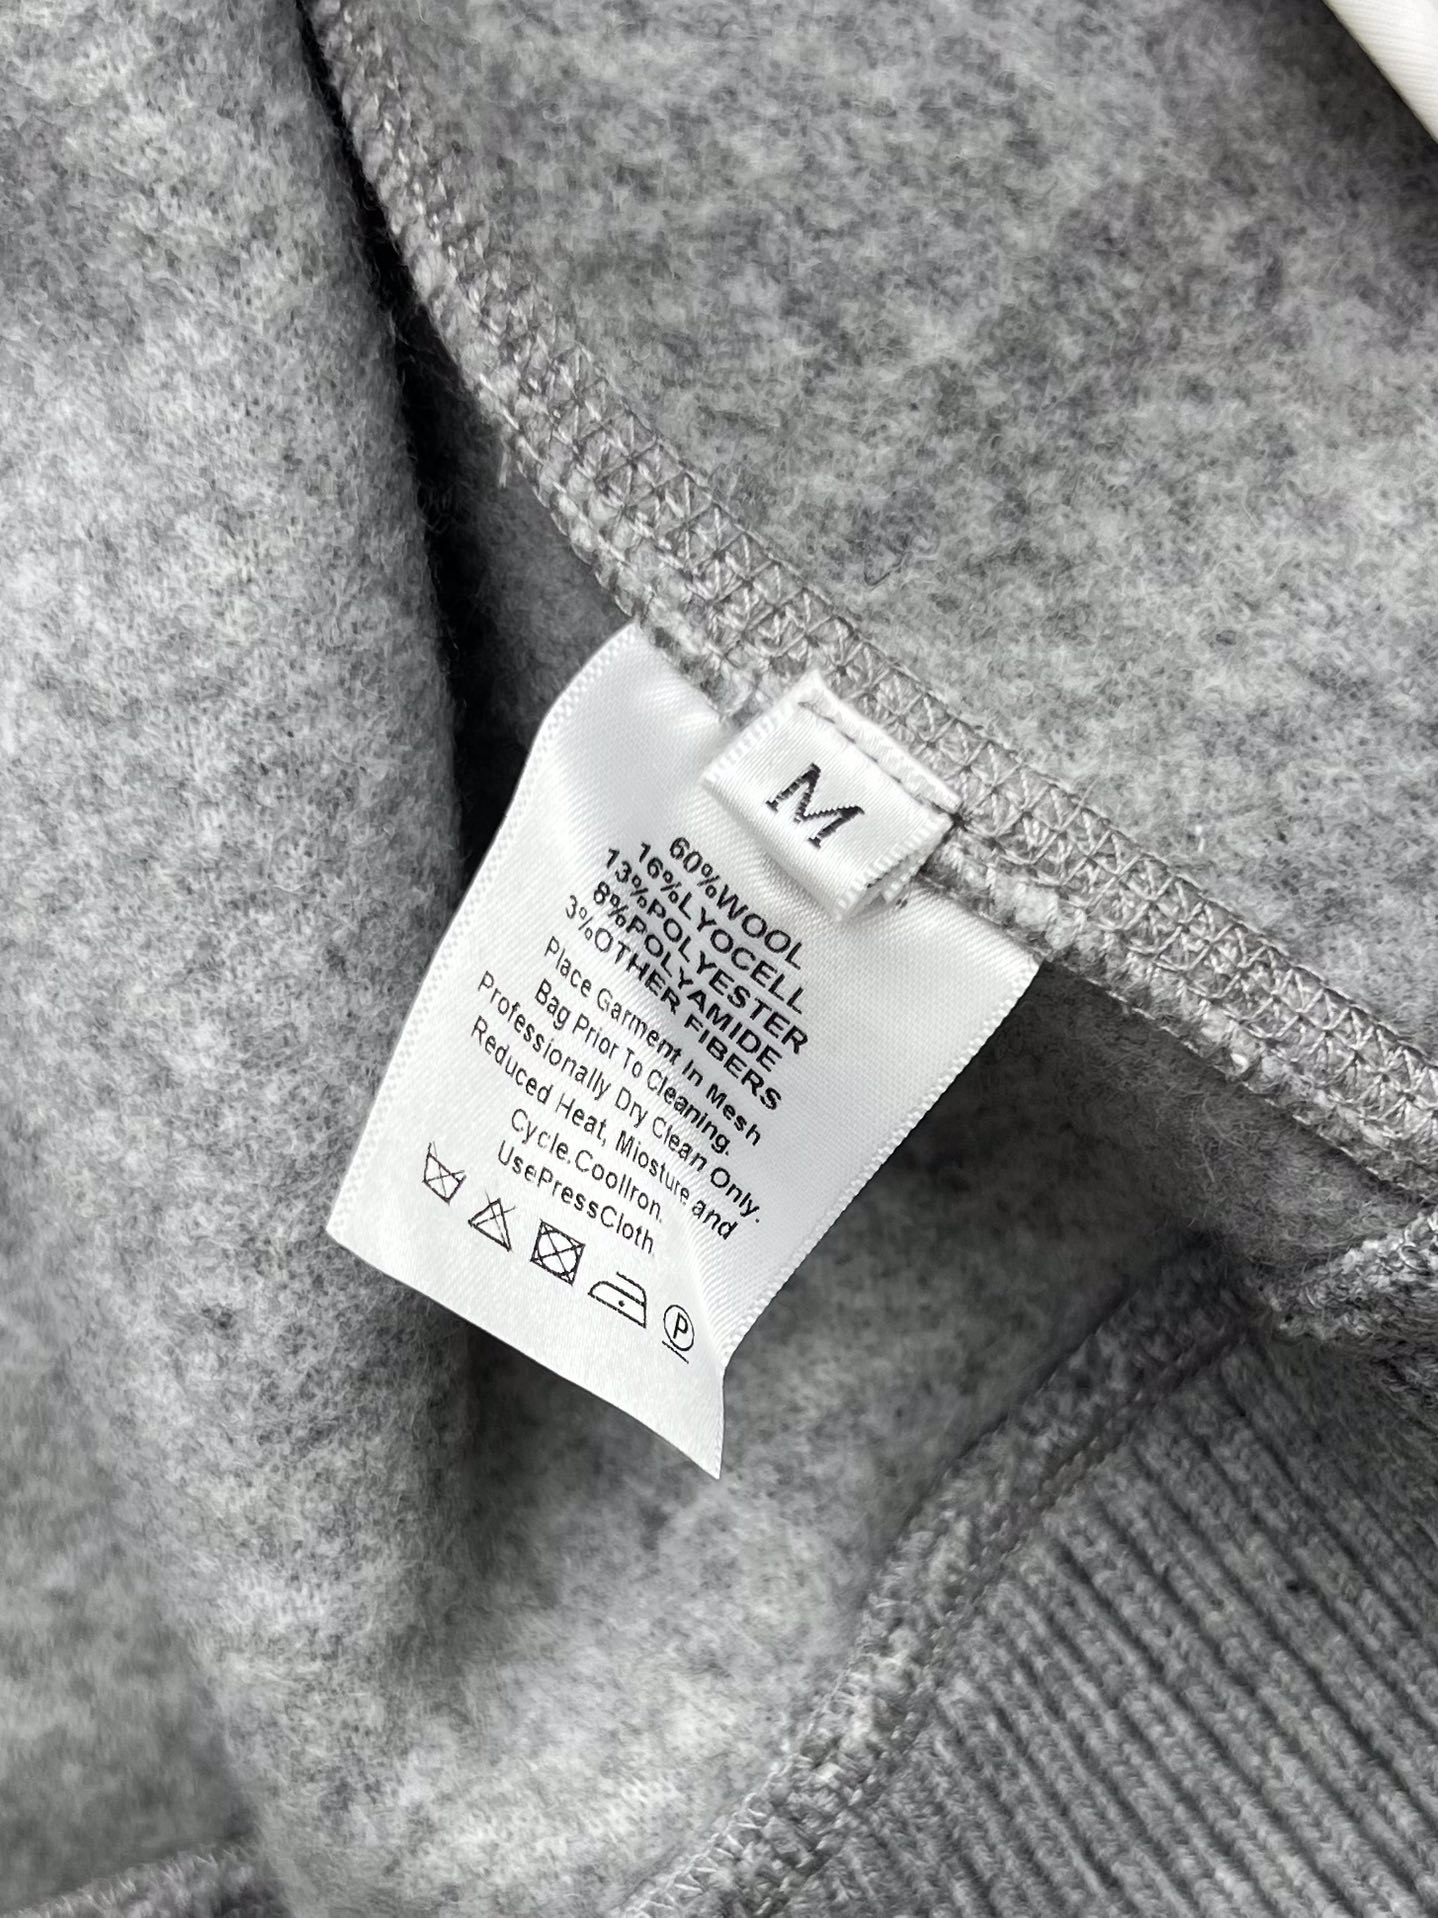 M
60%WOOL
16%LYOCELL
13%POLYESTER
8%POLYAMIDE
3%OTHER FIBERS
Place Garment In Mesh
Bag Prior To Cleaning.
Professionally Dry Clean Only.
Reduced Heat, Miosture and
Cycle.CoolIron.
UsePressCloth
P